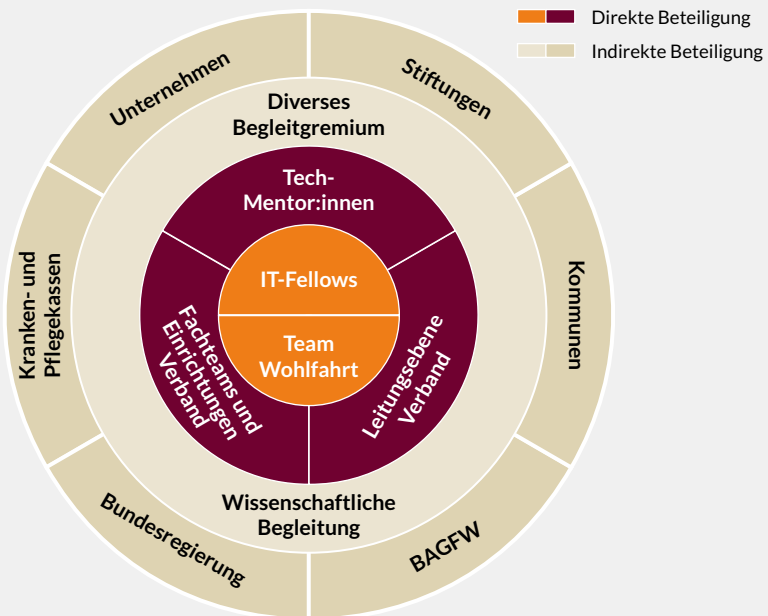 Direkte Beteiligung
Indirekte Beteiligung
Unternehmen
Stiftungen
Diverses
Begleitgremium
Tech-
Mentor:innen
IT-Fellows
Team
Wohlfahrt
Fachteams und
Einrichtungen
Verband
Leitungsebene
Verband
Kranken- und
Pflegekassen
Kommunen
Wissenschaftliche
Begleitung
Bundesregierung
BAGFW